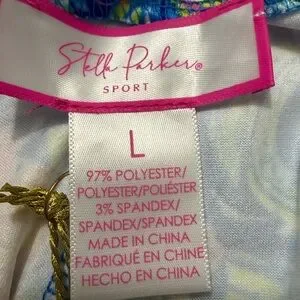 Stella Parker®
SPORT
L
97% POLYESTER/
POLYESTER/POLIÉSTER
3% SPANDEX/
SPANDEX/SPANDEX
MADE IN CHINA
FABRIQUÉ EN CHINE
HECHO EN CHINA